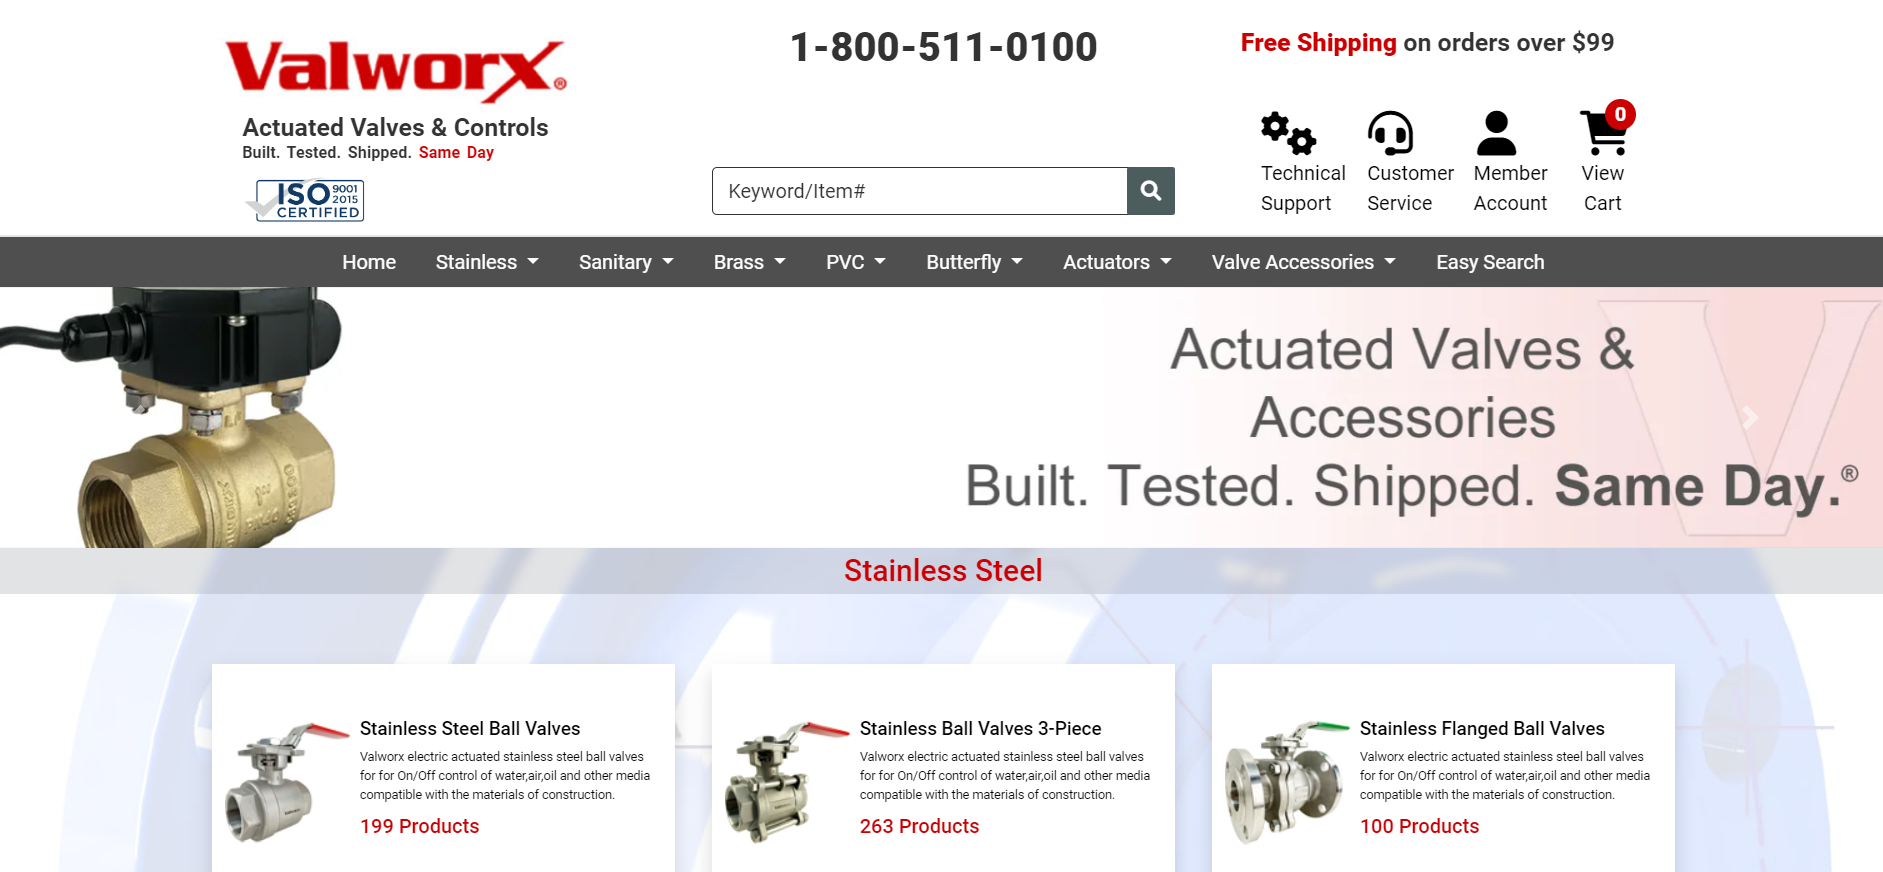 Valworx®
Actuated Valves & Controls
Built. Tested. Shipped. Same Day
ISO 9001
2015
CERTIFIED
1-800-511-0100
Keyword/Item#
Free Shipping on orders over $99
0
Technical Support
Customer Service
Member Account
View Cart
Home Stainless Sanitary Brass PVC Butterfly Actuators Valve Accessories Easy Search
Actuated Valves &
Accessories
Built. Tested. Shipped. Same Day.®
Stainless Steel
Stainless Steel Ball Valves
Valworx electric actuated stainless steel ball valves
for for On/Off control of water,air,oil and other media
compatible with the materials of construction.
199 Products
Stainless Ball Valves 3-Piece
Valworx electric actuated stainless steel ball valves
for for On/Off control of water,air,oil and other media
compatible with the materials of construction.
263 Products
Stainless Flanged Ball Valves
Valworx electric actuated stainless steel ball valves
for for On/Off control of water,air,oil and other media
compatible with the materials of construction.
100 Products